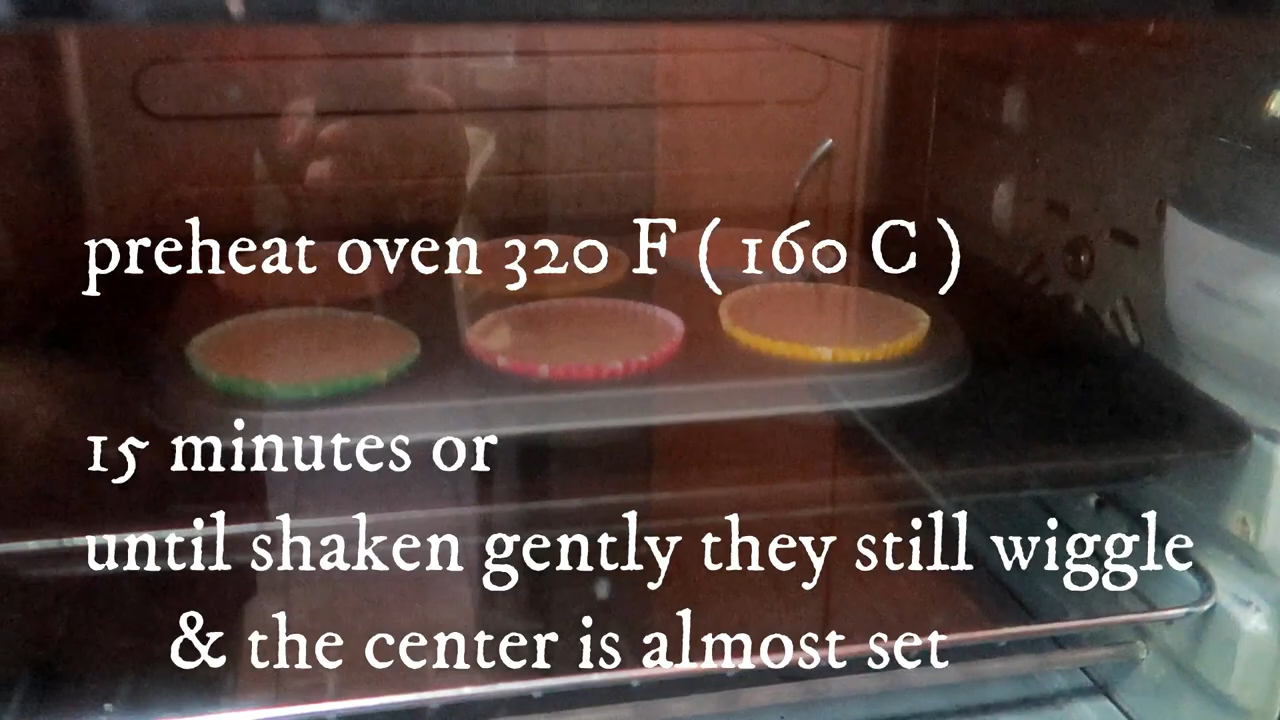 preheat oven 320 F ( 160 C )
15 minutes or
until shaken gently they still wiggle
& the center is almost set